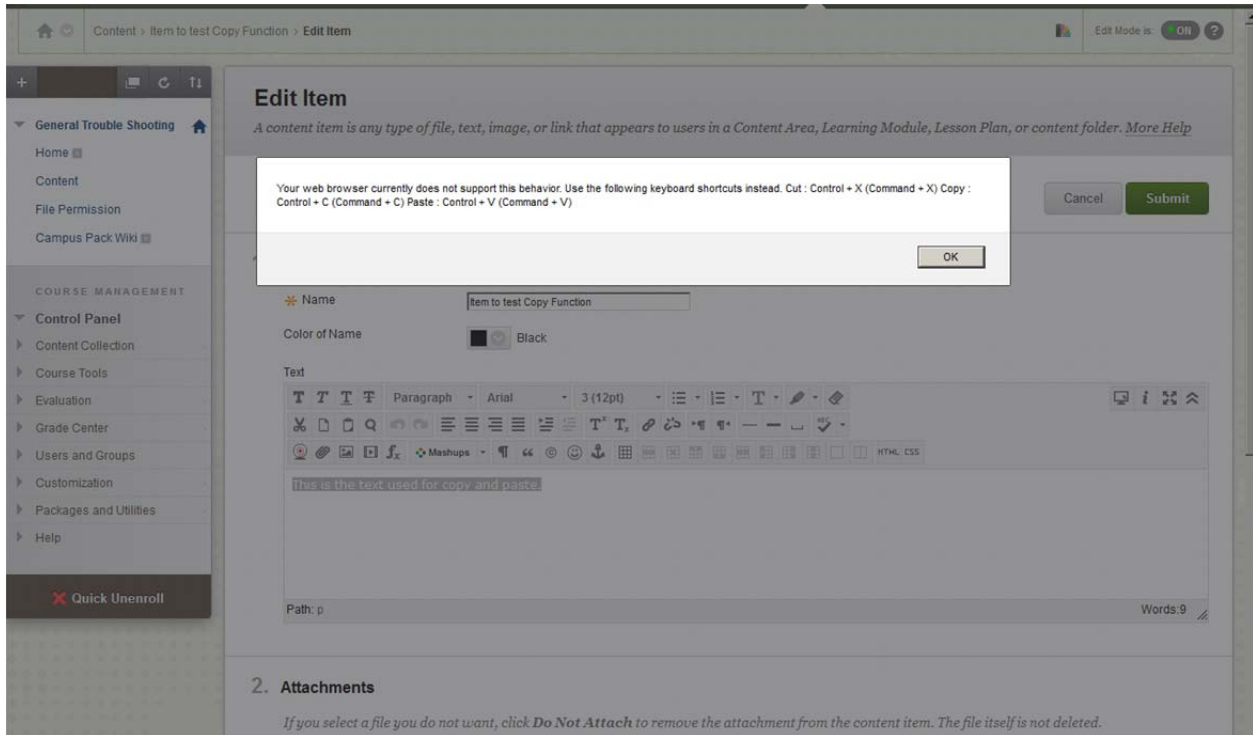 Content > Item to test Copy Function > Edit Item
Edit Mode is: ON ?
General Trouble Shooting
Home
Content
File Permission
Campus Pack Wiki
COURSE MANAGEMENT
Control Panel
Content Collection
Course Tools
Evaluation
Grade Center
Users and Groups
Customization
Packages and Utilities
Help
Quick Unenroll
Edit Item
A content item is any type of file, text, image, or link that appears to users in a Content Area, Learning Module, Lesson Plan, or content folder. More Help
Your web browser currently does not support this behavior. Use the following keyboard shortcuts instead. Cut : Control + X (Command + X) Copy :
Control + C (Command + C) Paste : Control + V (Command + V)
OK
Cancel Submit
Name Item to test Copy Function
Color of Name Black
Text
T T T T Paragraph Arial 3 (12pt) T
Tx Tx ABC
fx Mashups ¶ “ © HTML CSS
This is the text used for copy and paste.
Path: p Words:9
2. Attachments
If you select a file you do not want, click Do Not Attach to remove the attachment from the content item. The file itself is not deleted.